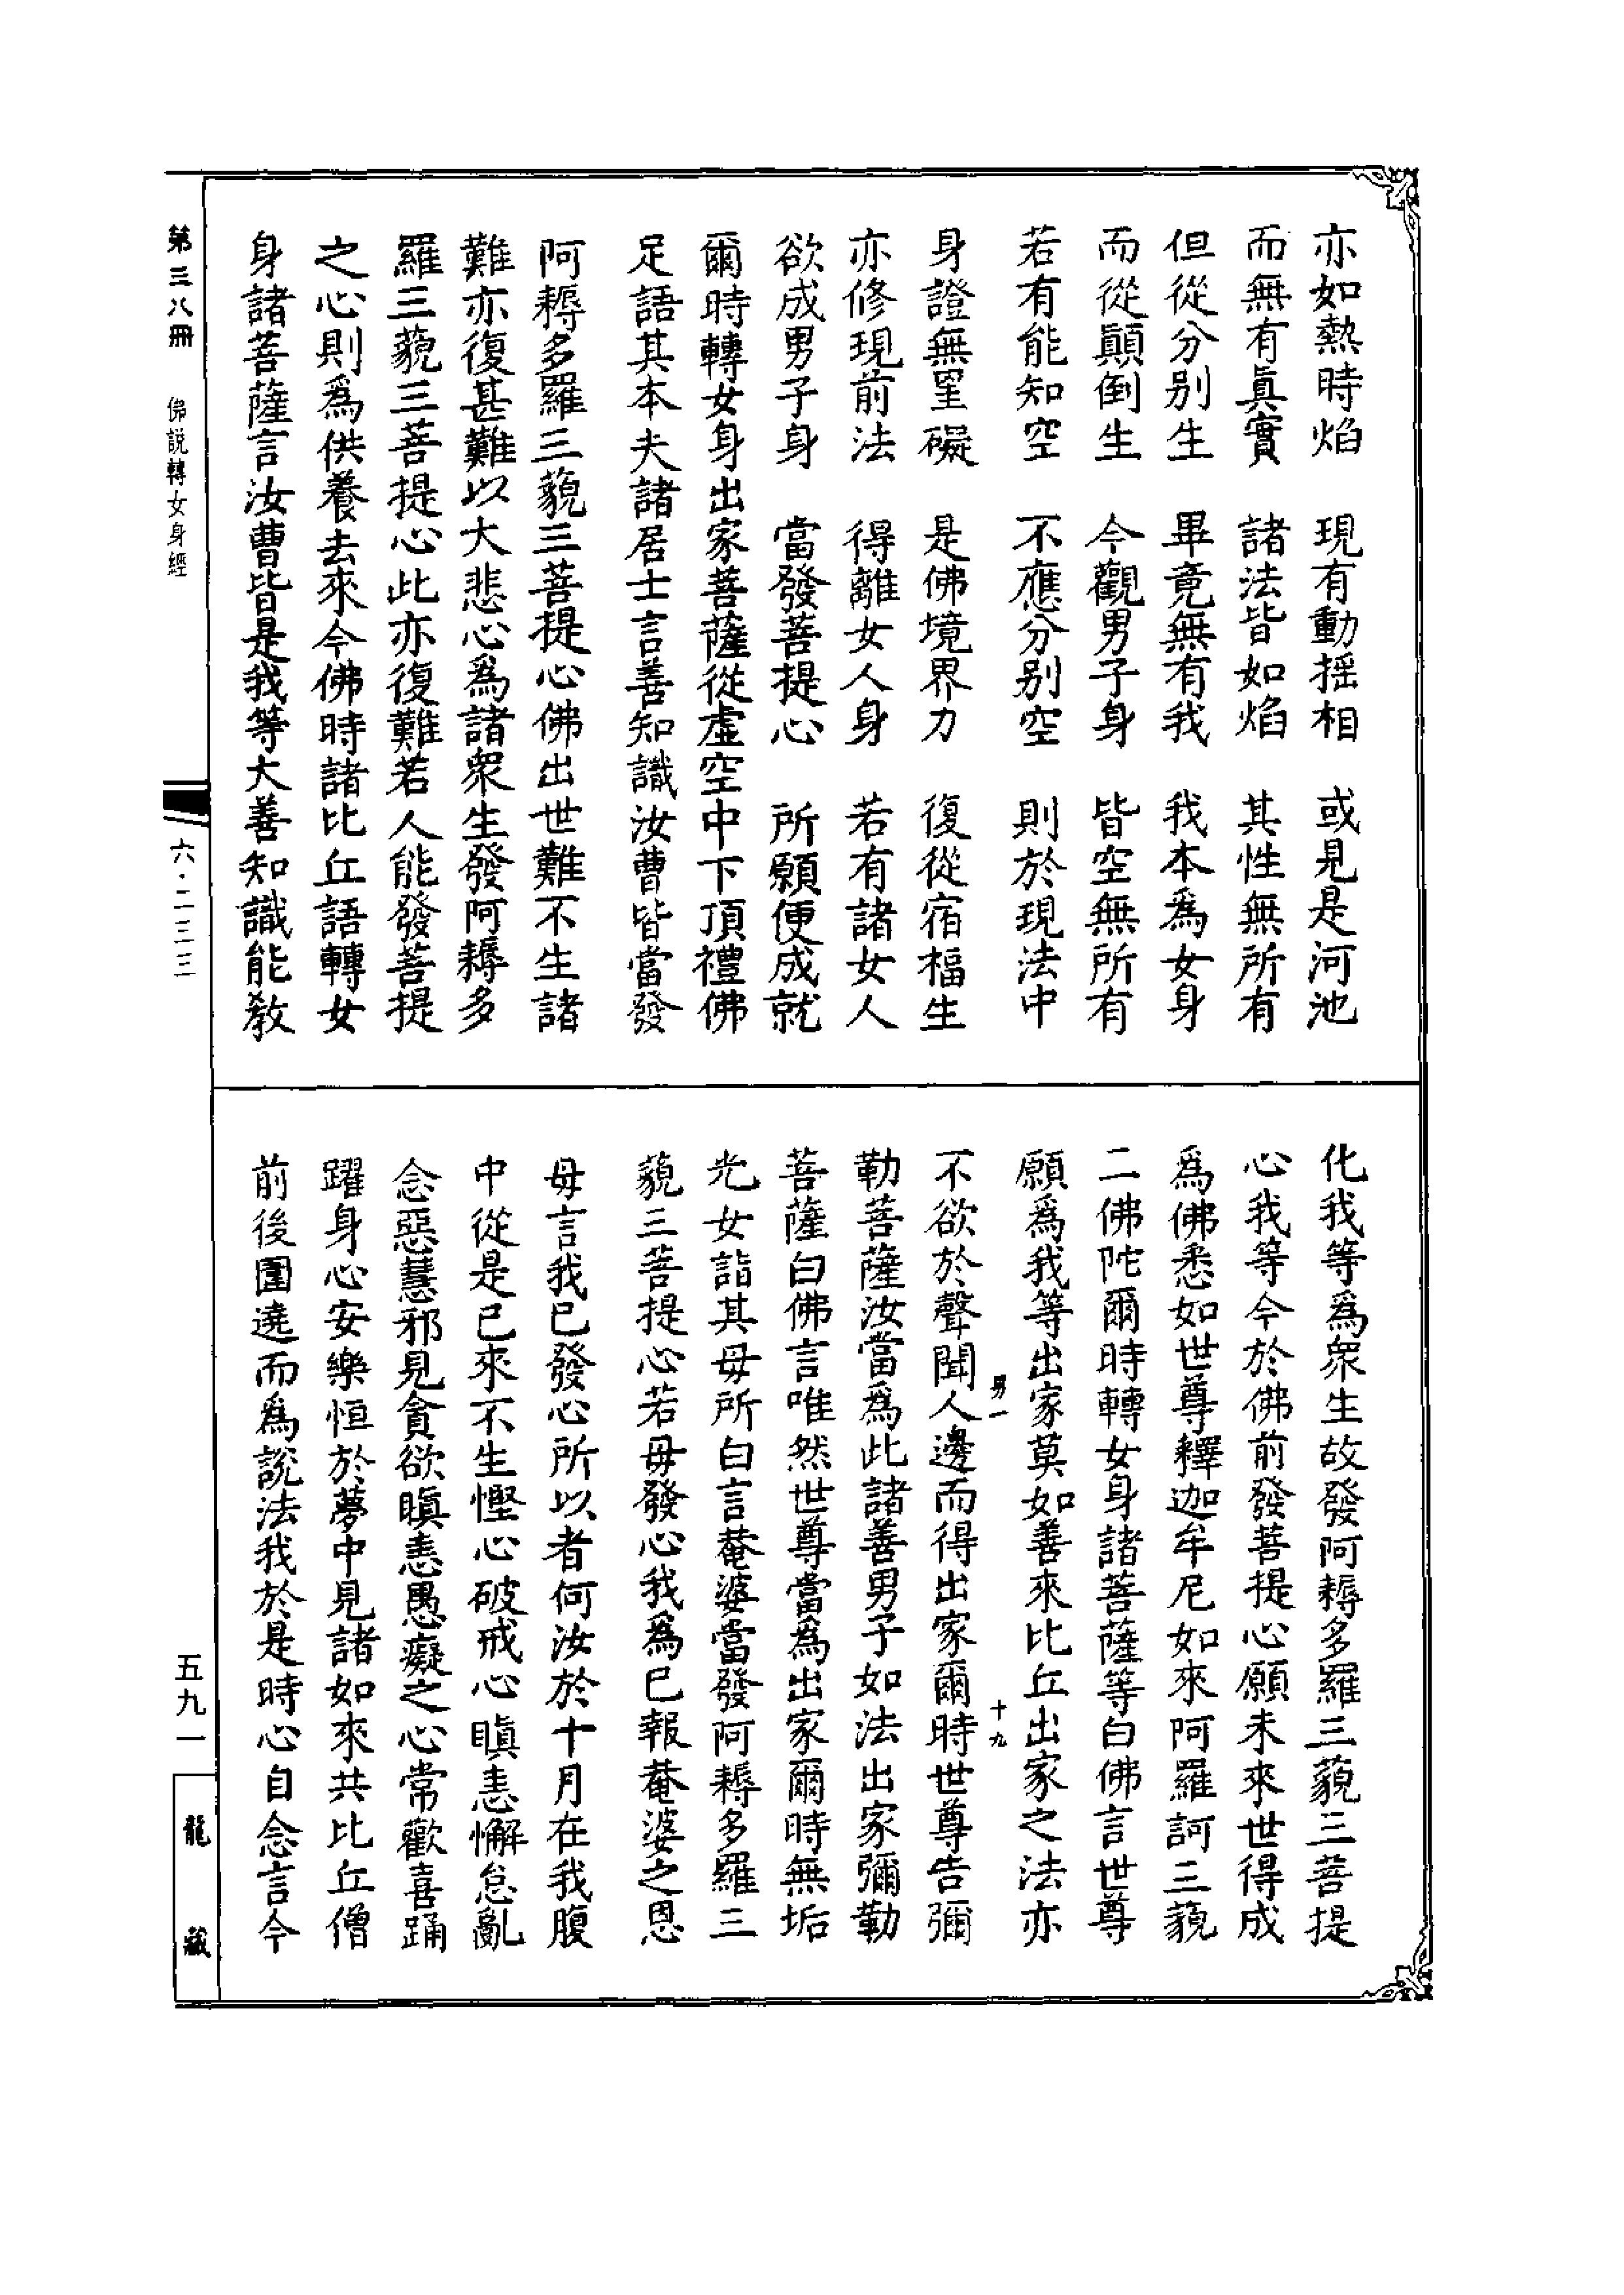 亦如熱時焰　現有動搖相　或見是河池
而無有眞實　諸法皆如焰　其性無所有
但從分别生　畢竟無有我　我本爲女身
而從顚倒生　今觀男子身　皆空無所有
若有能知空　不應分别空　則於現法中
身證無罣礙　是佛境界力　復從宿福生
亦修現前法　得離女人身　若有諸女人
欲成男子身　當發菩提心　所願便成就
爾時轉女身出家菩薩從虛空中下頂禮佛
足語其本夫諸居士言善知識汝曹皆當發
阿耨多羅三藐三菩提心佛出世難不生諸
難亦復甚難以大悲心爲諸衆生發阿耨多
羅三藐三菩提心此亦復難若人能發菩提
之心則爲供養去來今佛時諸比丘語轉女
身諸菩薩言汝曹皆是我等大善知識能教
化我等爲衆生故發阿耨多羅三藐三菩提
心我等今於佛前發菩提心願未來世得成
爲佛悉如世尊釋迦牟尼如來阿羅訶三藐
二佛陀爾時轉女身諸菩薩等白佛言世尊
願爲我等出家莫如善來比丘出家之法亦
男一　十九
不欲於聲聞人邊而得出家爾時世尊告彌
勒菩薩汝當爲此諸善男子如法出家彌勒
菩薩白佛言唯然世尊當爲出家爾時無垢
光女詣其母所白言菴婆當發阿耨多羅三
藐三菩提心若母發心我爲已報菴婆之恩
母言我已發心所以者何汝於十月在我腹
中從是已來不生慳心破戒心瞋恚懈怠亂
念惡慧邪見貪欲瞋恚愚癡之心常歡喜踊
躍身心安樂恒於夢中見諸如來共比丘僧
前後圍遶而爲說法我於是時心自念言今
第三八冊　佛説轉女身經
六·二三三
五九一
龍藏